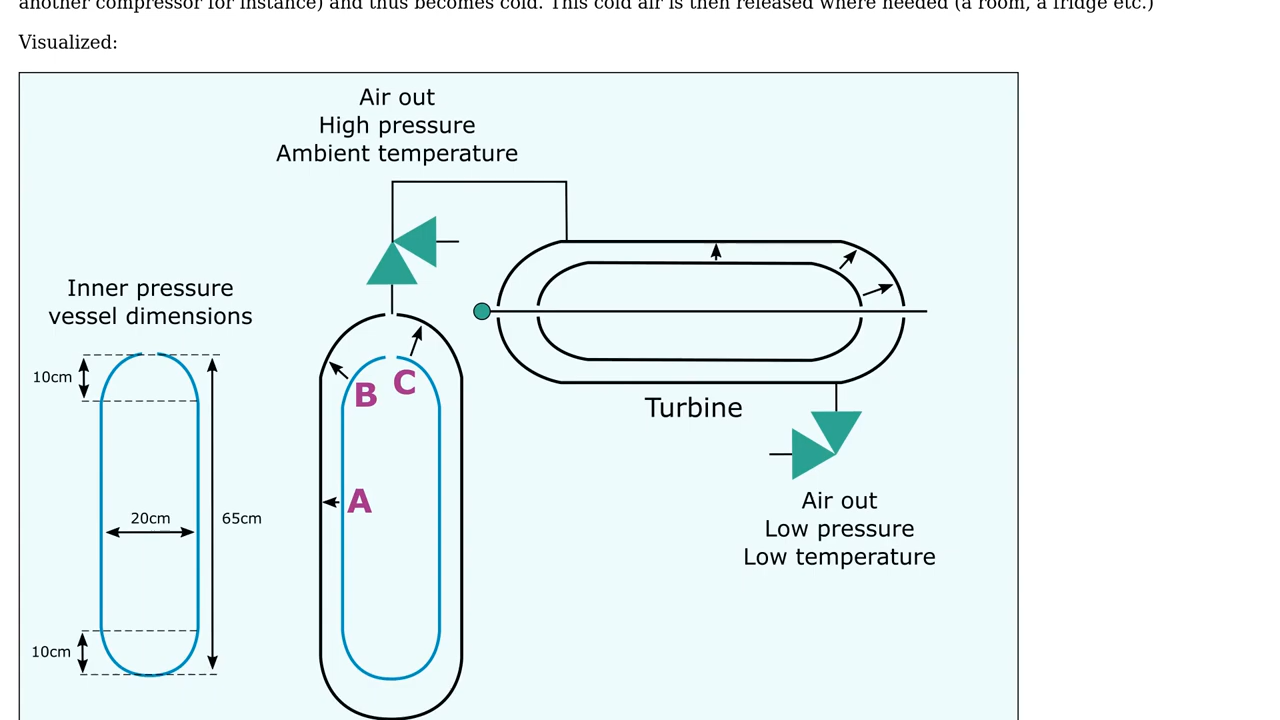 another compressor for instance) and thus becomes cold. This cold air is then released where needed (a room, a fridge etc.)
Visualized:
Air out
High pressure
Ambient temperature
Inner pressure
vessel dimensions
10cm
20cm
65cm
10cm
B
C
A
Turbine
Air out
Low pressure
Low temperature